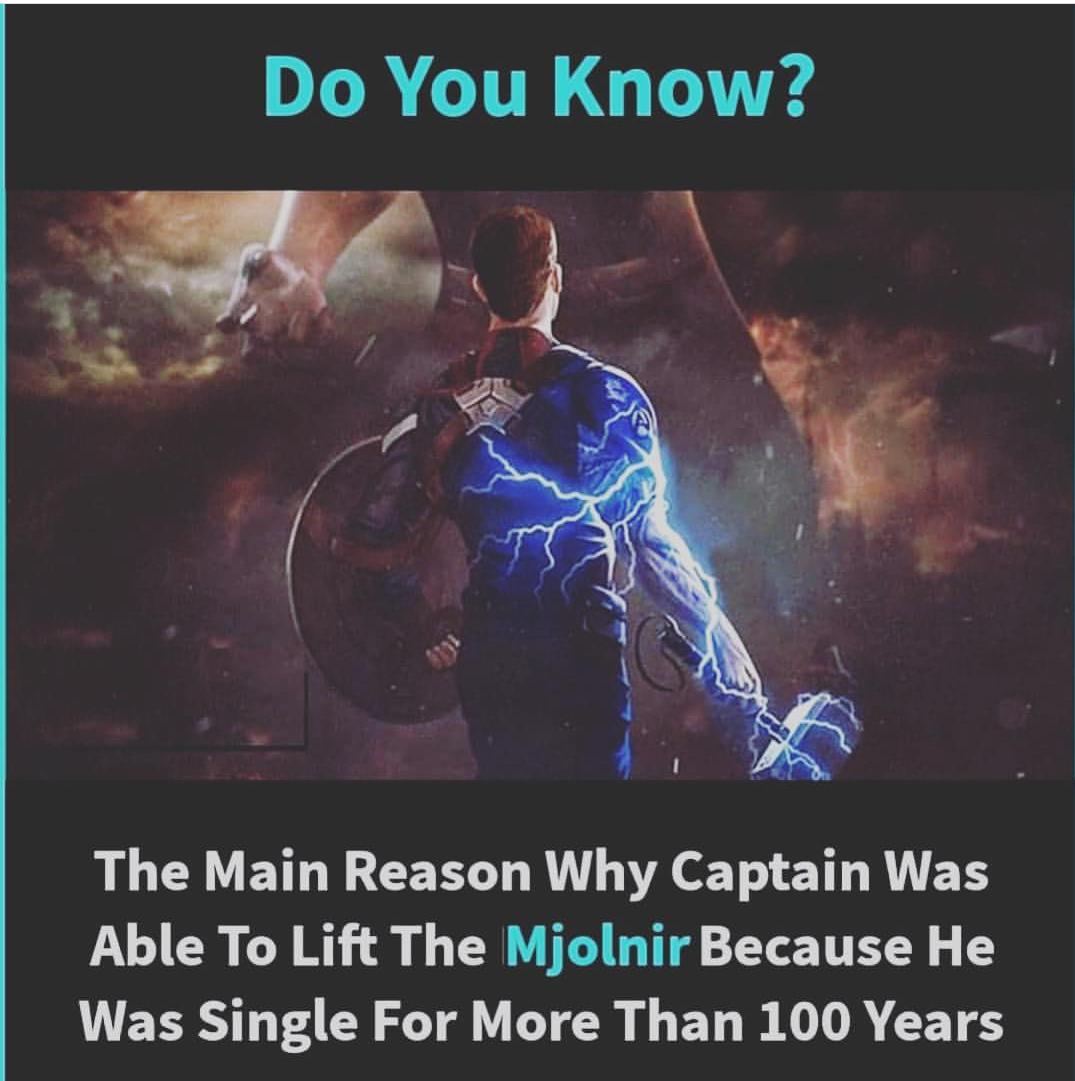 Do You Know?
The Main Reason Why Captain Was
Able To Lift The Mjolnir Because He
Was Single For More Than 100 Years